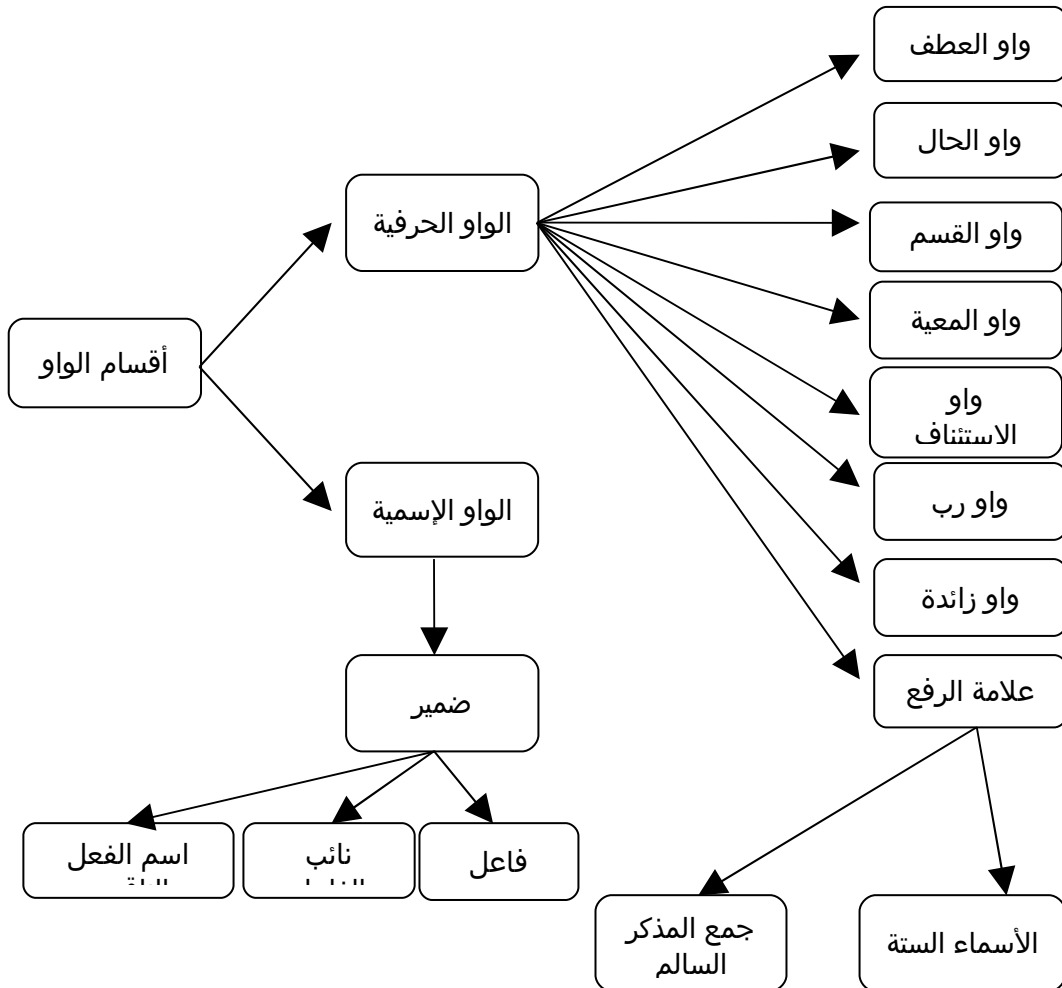 واو العطف
واو الحال
الواو الحرفية
واو القسم
واو المعية
أقسام الواو
واو
الاستئناف
الواو الإسمية
واو رب
واو زائدة
علامة الرفع
ضمير
اسم الفعل
نائب
فاعل
جمع المذكر
السالم
الأسماء الستة